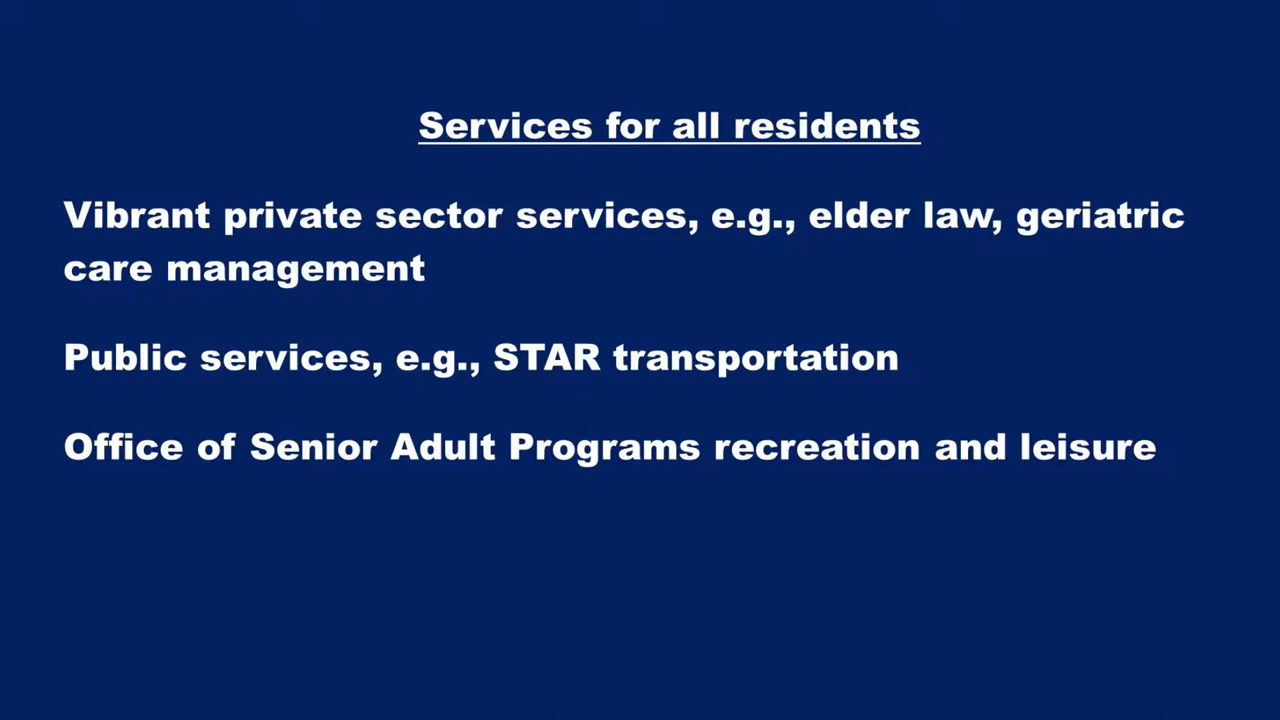 Services for all residents
Vibrant private sector services, e.g., elder law, geriatric
care management
Public services, e.g., STAR transportation
Office of Senior Adult Programs recreation and leisure